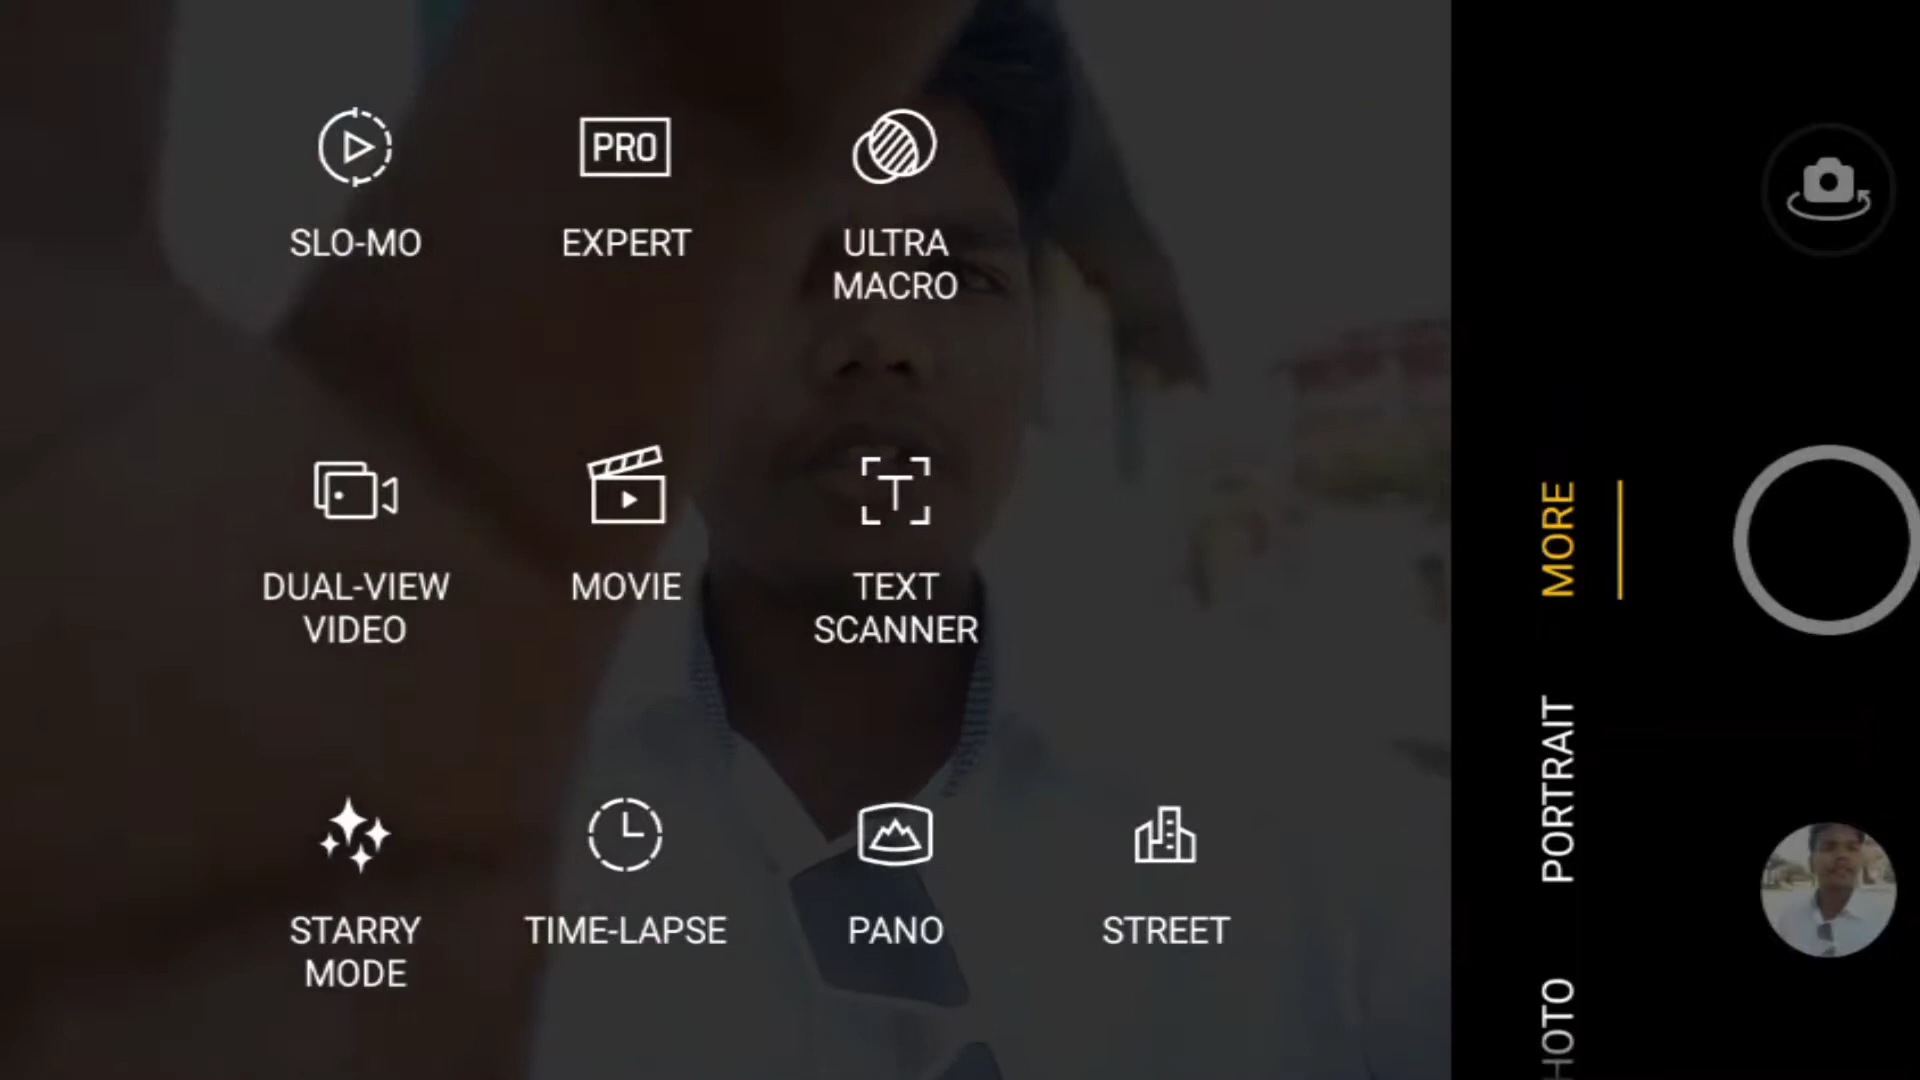 PRO
SLO-MO
EXPERT
ULTRA
MACRO
T
DUAL-VIEW
VIDEO
MOVIE
TEXT
SCANNER
STARRY
MODE
TIME-LAPSE
PANO
STREET
MORE
PORTRAIT
HOTO